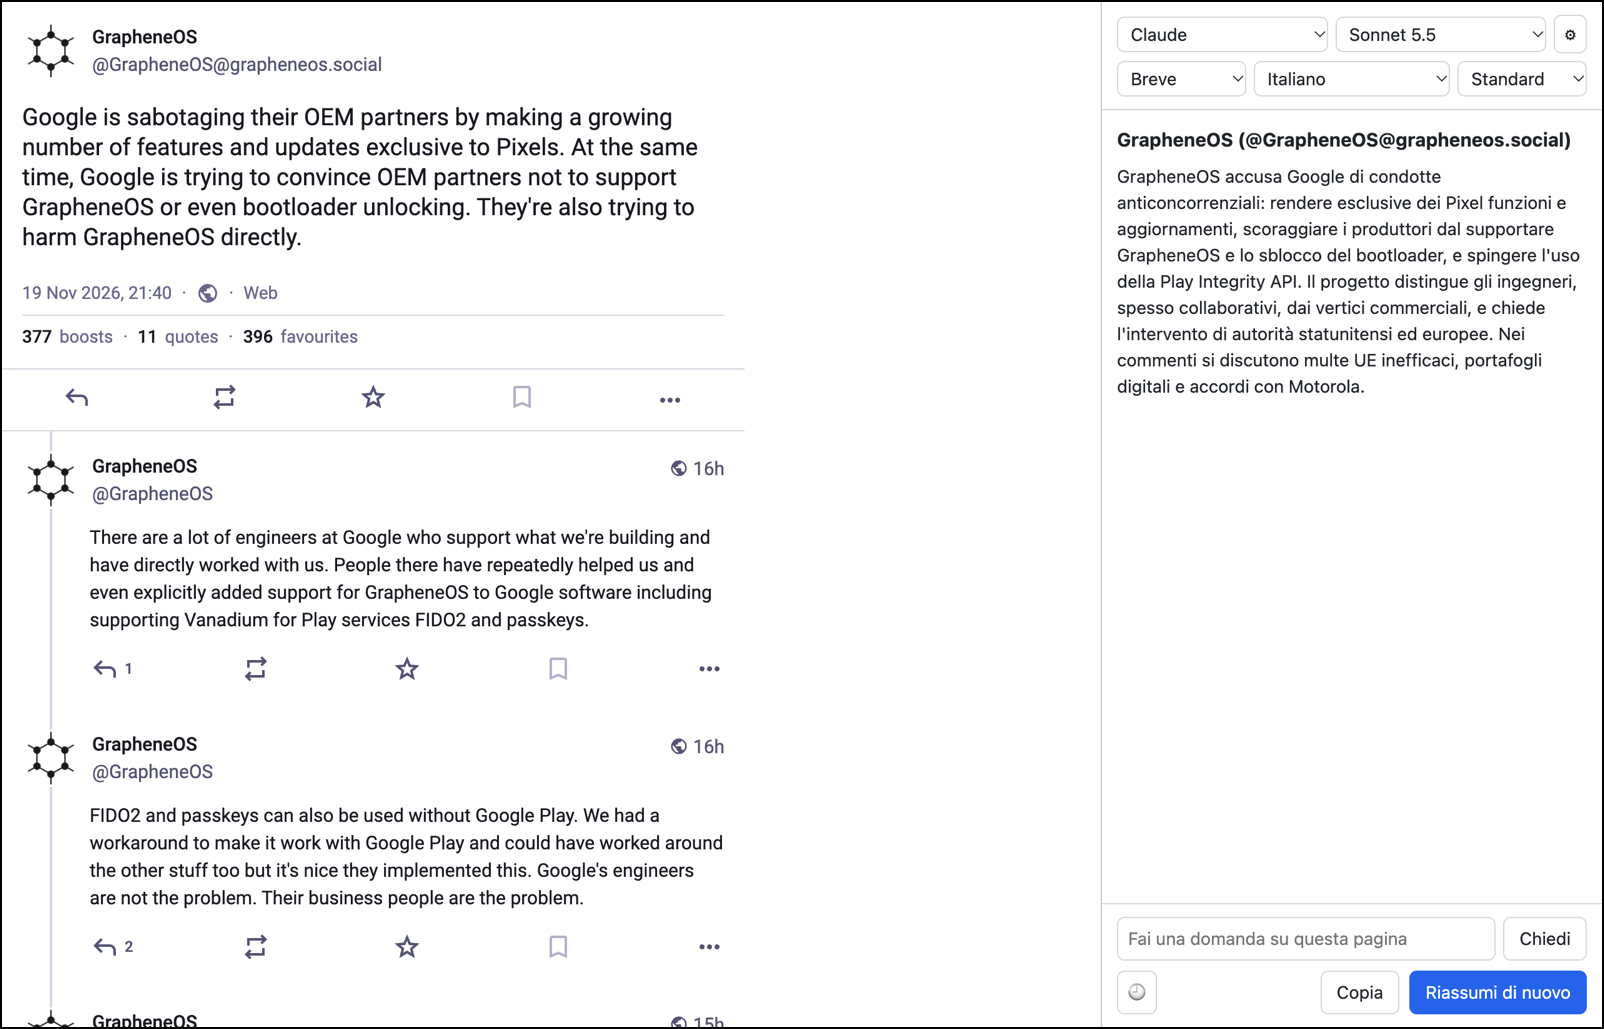 GrapheneOS
@GrapheneOS@grapheneos.social
Google is sabotaging their OEM partners by making a growing
number of features and updates exclusive to Pixels. At the same
time, Google is trying to convince OEM partners not to support
GrapheneOS or even bootloader unlocking. They're also trying to
harm GrapheneOS directly.
19 Nov 2026, 21:40 · · Web
377 boosts · 11 quotes · 396 favourites
GrapheneOS
16h
@GrapheneOS
There are a lot of engineers at Google who support what we're building and
have directly worked with us. People there have repeatedly helped us and
even explicitly added support for GrapheneOS to Google software including
supporting Vanadium for Play services FIDO2 and passkeys.
1
GrapheneOS
16h
@GrapheneOS
FIDO2 and passkeys can also be used without Google Play. We had a
workaround to make it work with Google Play and could have worked around
the other stuff too but it's nice they implemented this. Google's engineers
are not the problem. Their business people are the problem.
2
GrapheneOS
15h
Claude
Sonnet 5.5
Breve
Italiano
Standard
GrapheneOS (@GrapheneOS@grapheneos.social)
GrapheneOS accusa Google di condotte
anticoncorrenziali: rendere esclusive dei Pixel funzioni e
aggiornamenti, scoraggiare i produttori dal supportare
GrapheneOS e lo sblocco del bootloader, e spingere l'uso
della Play Integrity API. Il progetto distingue gli ingegneri,
spesso collaborativi, dai vertici commerciali, e chiede
l'intervento di autorità statunitensi ed europee. Nei
commenti si discutono multe UE inefficaci, portafogli
digitali e accordi con Motorola.
Fai una domanda su questa pagina
Chiedi
Copia
Riassumi di nuovo